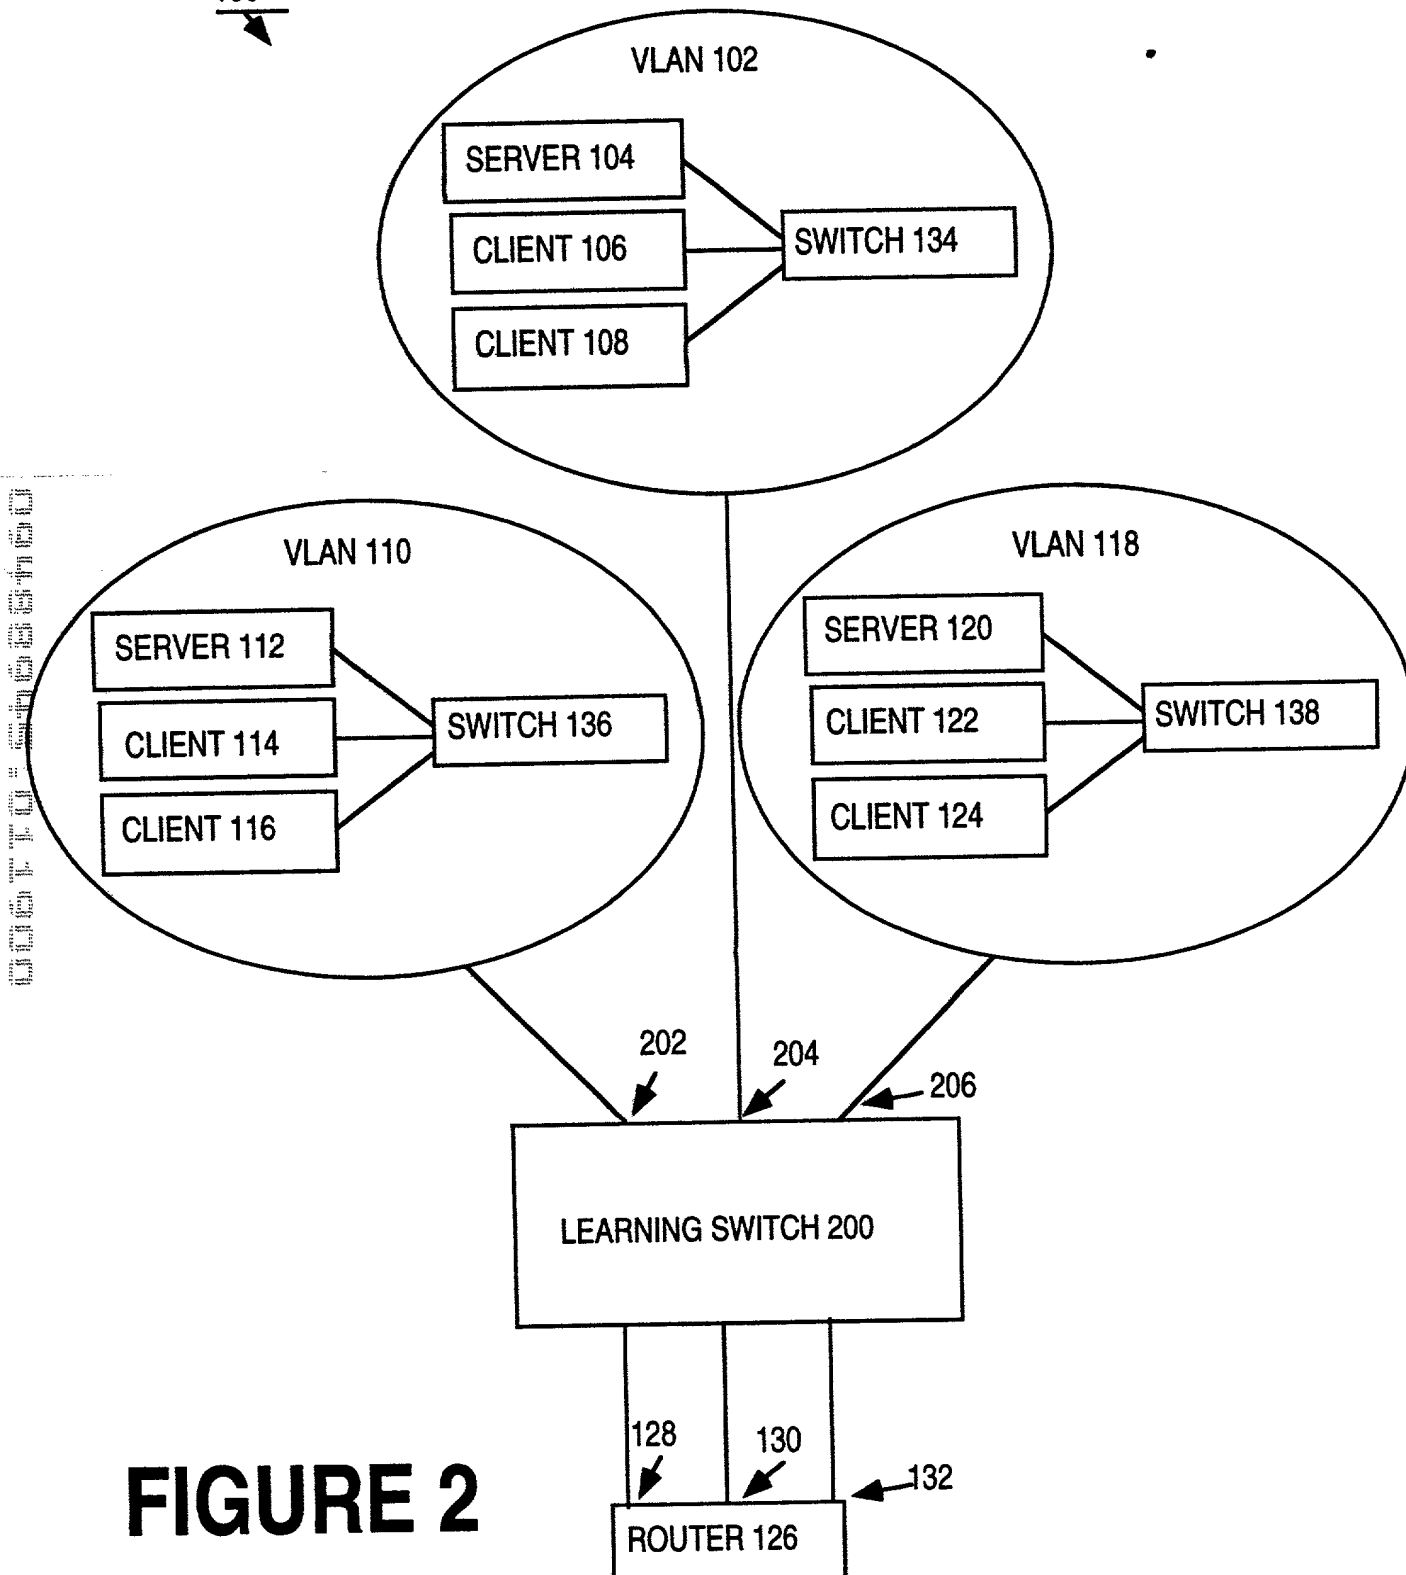 VLAN 102
SERVER 104
CLIENT 106
SWITCH 134
CLIENT 108
VLAN 110
VLAN 118
SERVER 112
CLIENT 114
SWITCH 136
CLIENT 116
SERVER 120
CLIENT 122
SWITCH 138
CLIENT 124
202
204
206
LEARNING SWITCH 200
128
130
132
FIGURE 2
ROUTER 126